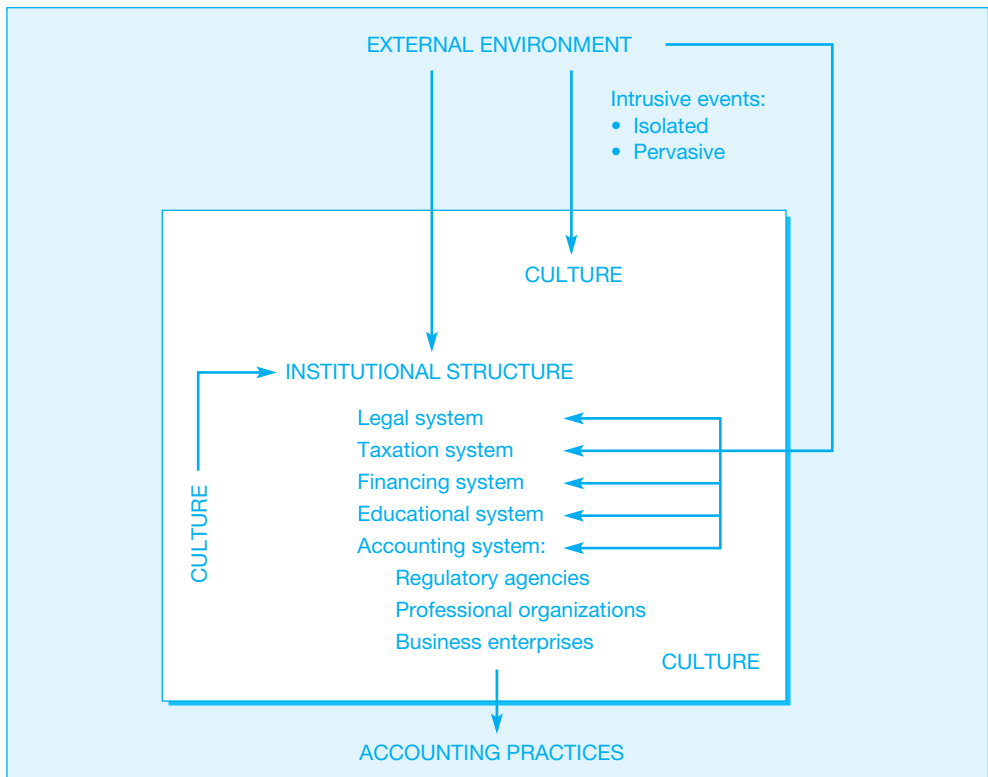 EXTERNAL ENVIRONMENT
Intrusive events:
• Isolated
• Pervasive
CULTURE
INSTITUTIONAL STRUCTURE
Legal system
Taxation system
Financing system
Educational system
Accounting system:
Regulatory agencies
Professional organizations
Business enterprises
CULTURE
CULTURE
ACCOUNTING PRACTICES